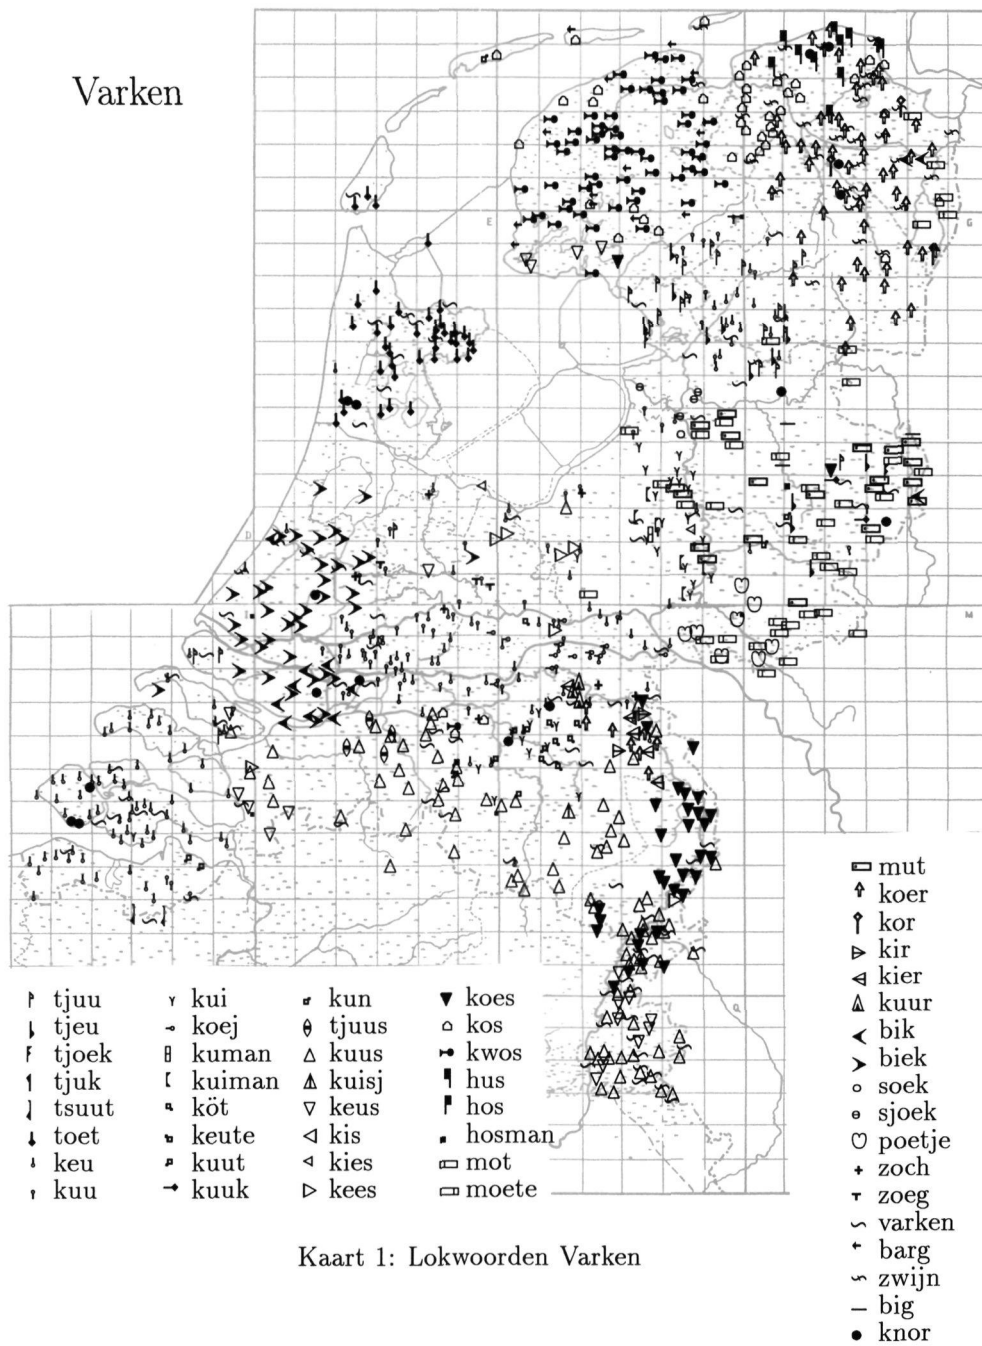 Varken
E
G
D
M
Q
tjuu
tjeu
tjoek
tjuk
tsuut
toet
keu
kuu
kui
koej
kuman
kuiman
köt
keute
kuut
kuuk
kun
tjuus
kuus
kuisj
keus
kis
kies
kees
koes
kos
kwos
hus
hos
hosman
mot
moete
mut
koer
kor
kir
kier
kuur
bik
biek
soek
sjoek
poetje
zoch
zoeg
varken
barg
zwijn
big
knor
Kaart 1: Lokwoorden Varken